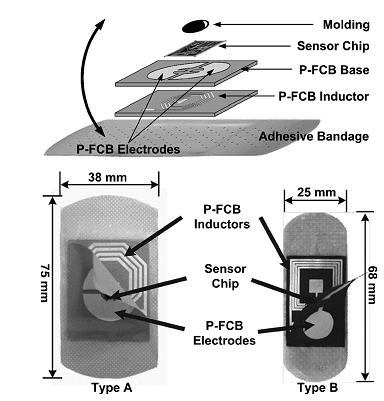 Molding
Sensor Chip
P-FCB Base
P-FCB Inductor
P-FCB Electrodes
Adhesive Bandage
38 mm
25 mm
75 mm
P-FCB
Inductors
Sensor
Chip
P-FCB
Electrodes
68 mm
Type A
Type B